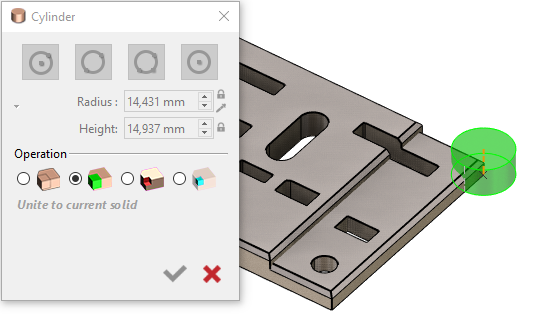 Cylinder
Radius : 14,431 mm
Height: 14,937 mm
Operation
Unite to current solid